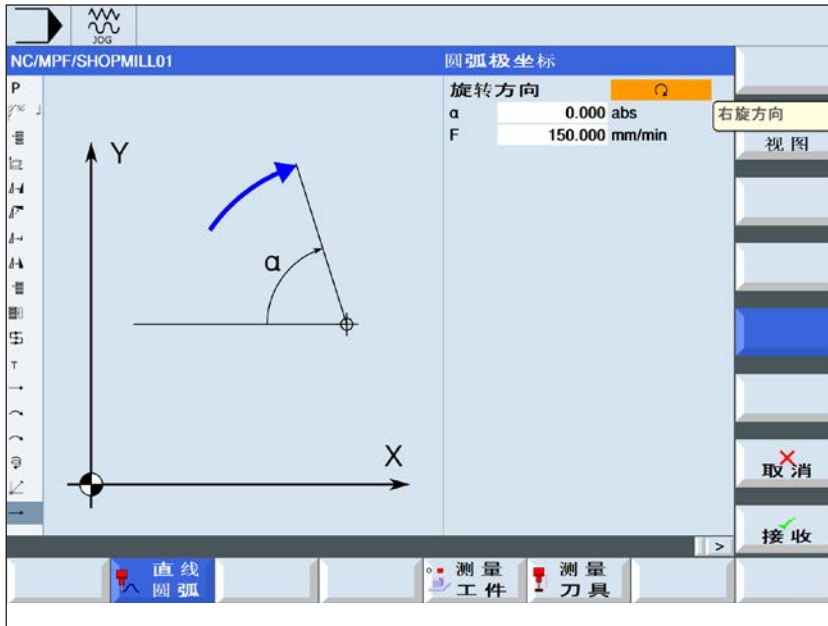 JOG
NC/MPF/SHOPMILL01
圆弧极坐标
P
旋转方向
α 0.000 abs
F 150.000 mm/min
右旋方向
视图
Y
α
X
T
取消
接收
>
直线
圆弧
测量
工件
测量
刀具